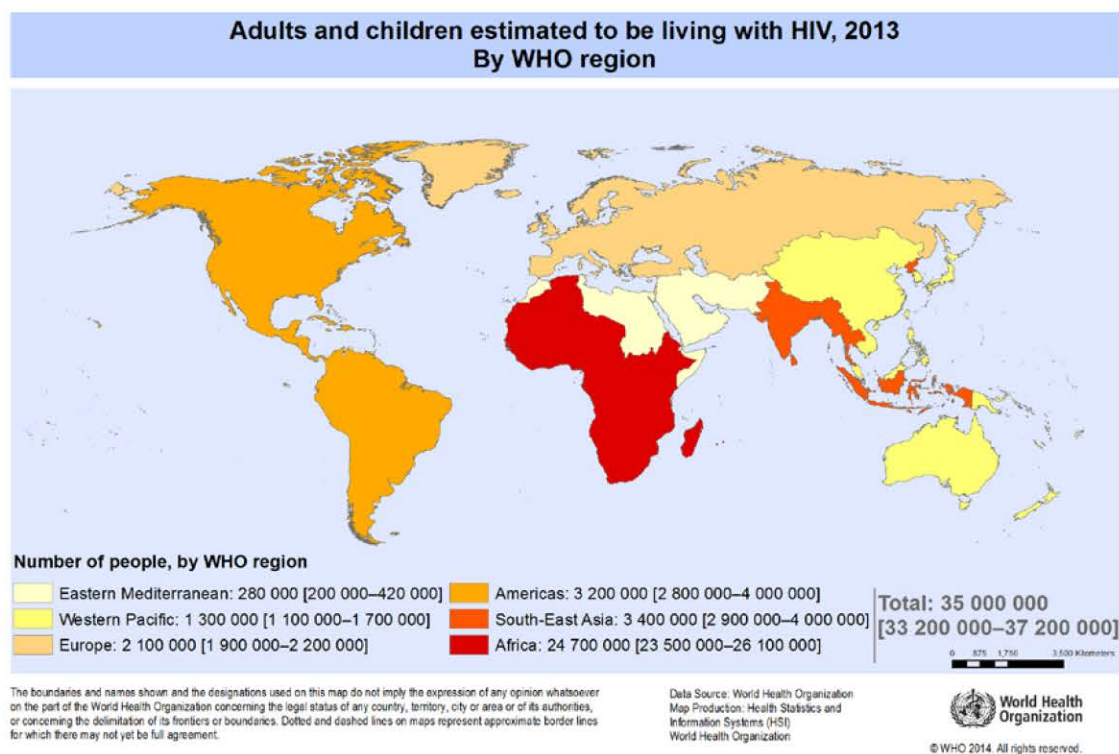 Adults and children estimated to be living with HIV, 2013
By WHO region
Number of people, by WHO region
Eastern Mediterranean: 280 000 [200 000–420 000]
Western Pacific: 1 300 000 [1 100 000–1 700 000]
Europe: 2 100 000 [1 900 000–2 200 000]
Americas: 3 200 000 [2 800 000–4 000 000]
South-East Asia: 3 400 000 [2 900 000–4 000 000]
Africa: 24 700 000 [23 500 000–26 100 000]
Total: 35 000 000
[33 200 000–37 200 000]
0 875 1,750 3,500 Kilometers
The boundaries and names shown and the designations used on this map do not imply the expression of any opinion whatsoever
on the part of the World Health Organization concerning the legal status of any country, territory, city or area or of its authorities,
or concerning the delimitation of its frontiers or boundaries. Dotted and dashed lines on maps represent approximate border lines
for which there may not yet be full agreement.
Data Source: World Health Organization
Map Production: Health Statistics and
Information Systems (HSI)
World Health Organization
World Health
Organization
© WHO 2014. All rights reserved.